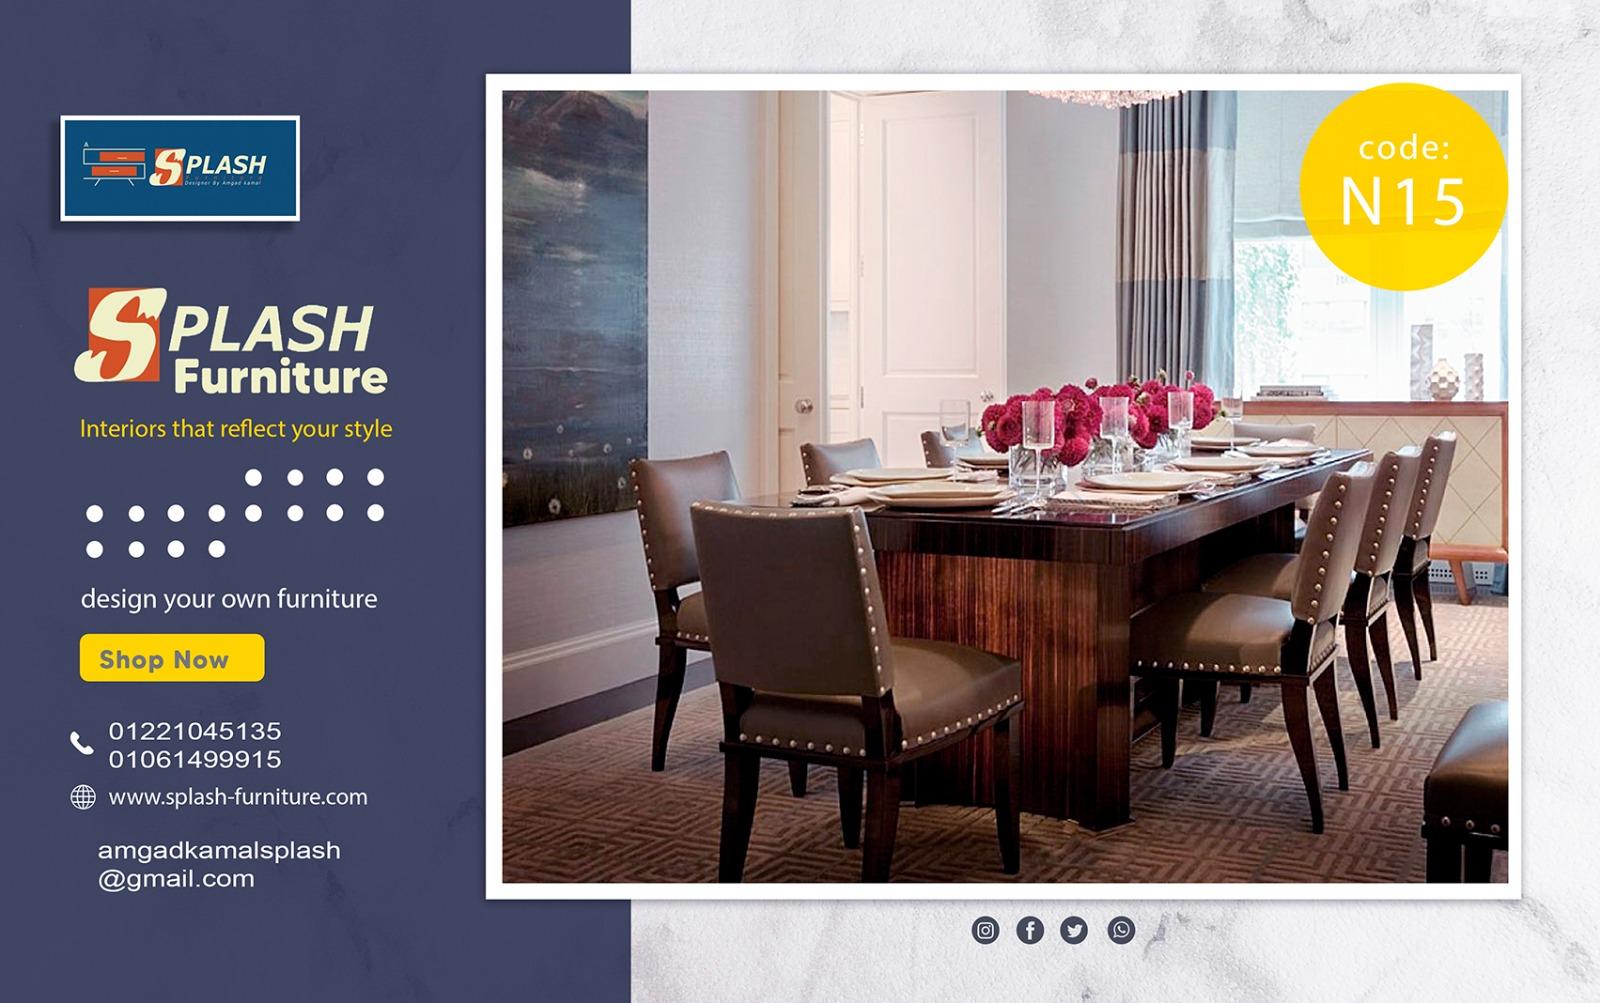 SPLASH
Designer By Amgad kamal
SPLASH
Furniture
Interiors that reflect your style
design your own furniture
Shop Now
01221045135
01061499915
www.splash-furniture.com
amgadkamalsplash
@gmail.com
code:
N15